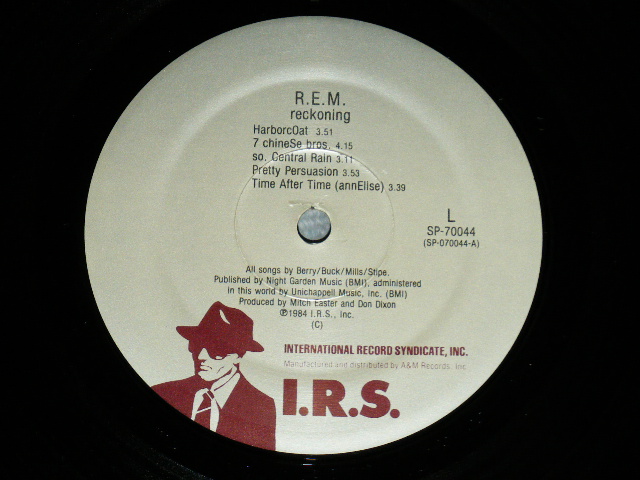 R.E.M.
reckoning
HarborcOat 3.51
7 chineSe bros. 4.15
so. Central Rain 3.11
Pretty Persuasion 3.53
Time After Time (annElise) 3.39
L
SP-70044
(SP-070044-A)
All songs by Berry/Buck/Mills/Stipe.
Published by Night Garden Music (BMI), administered
in this world by Unichappell Music, Inc. (BMI)
Produced by Mitch Easter and Don Dixon
℗1984 I.R.S., Inc.
(C)
INTERNATIONAL RECORD SYNDICATE, INC.
Manufactured and distributed by A&M Records, Inc.
I.R.S.